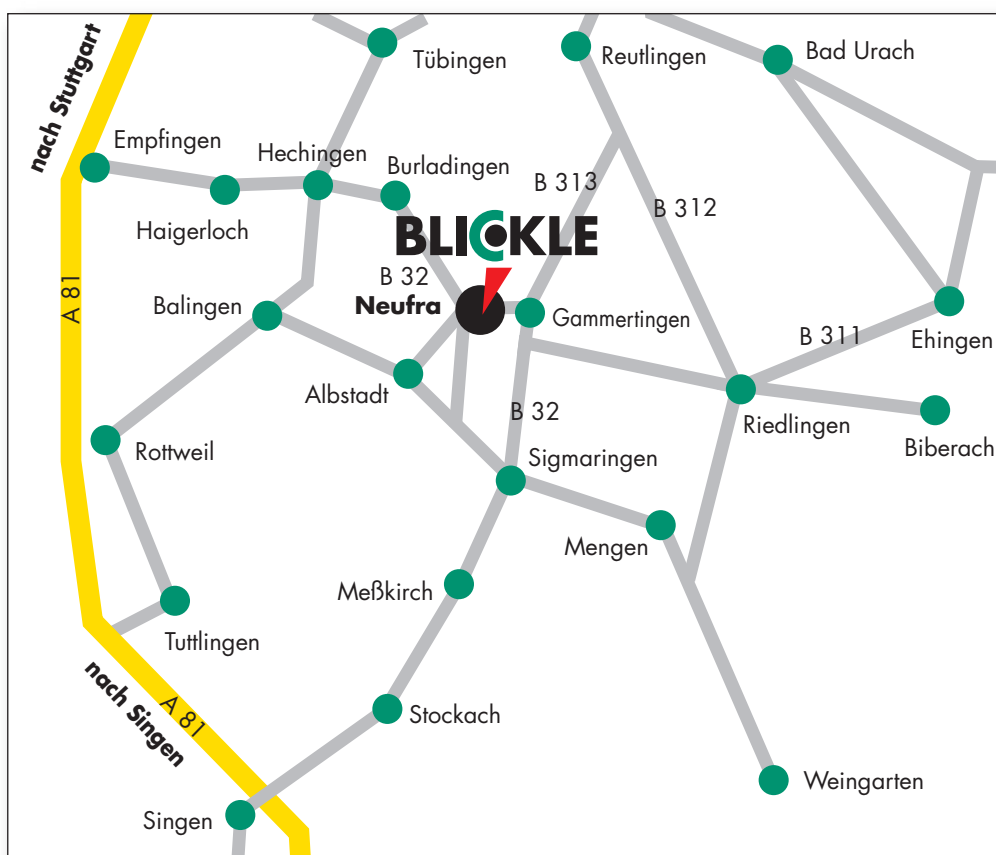 nach Stuttgart
Tübingen
Reutlingen
Bad Urach
Empfingen
Hechingen
Burladingen
Haigerloch
B 313
B 312
BLICKLE
B 32
Neufra
A 81
Balingen
Gammertingen
B 311
Ehingen
Albstadt
B 32
Riedlingen
Biberach
Rottweil
Sigmaringen
Mengen
Meßkirch
Tuttlingen
nach Singen
A 81
Stockach
Weingarten
Singen